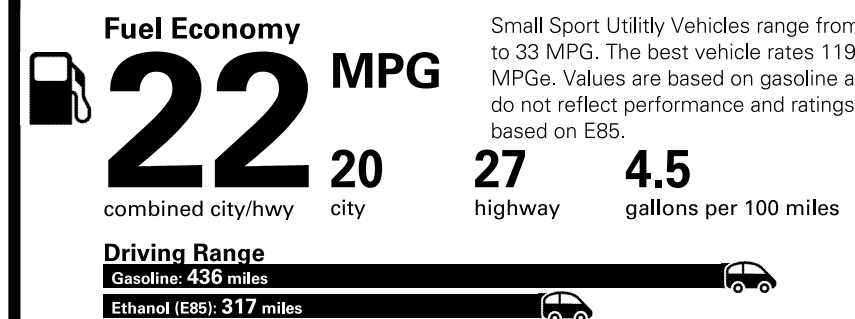 Fuel Economy
22 MPG
combined city/hwy
20
city
27
highway
4.5
gallons per 100 miles
Small Sport Utilitly Vehicles range from
to 33 MPG. The best vehicle rates 119
MPGe. Values are based on gasoline a
do not reflect performance and ratings
based on E85.
Driving Range
Gasoline: 436 miles
Ethanol (E85): 317 miles